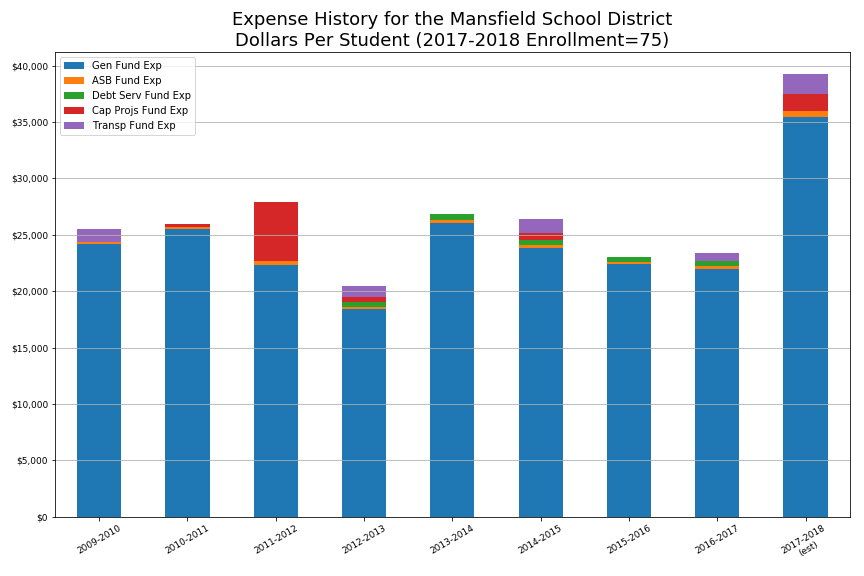 Expense History for the Mansfield School District
Dollars Per Student (2017-2018 Enrollment=75)
Gen Fund Exp
ASB Fund Exp
Debt Serv Fund Exp
Cap Projs Fund Exp
Transp Fund Exp
$40,000
$35,000
$30,000
$25,000
$20,000
$15,000
$10,000
$5,000
$0
2009-2010
2010-2011
2011-2012
2012-2013
2013-2014
2014-2015
2015-2016
2016-2017
2017-2018
(est)